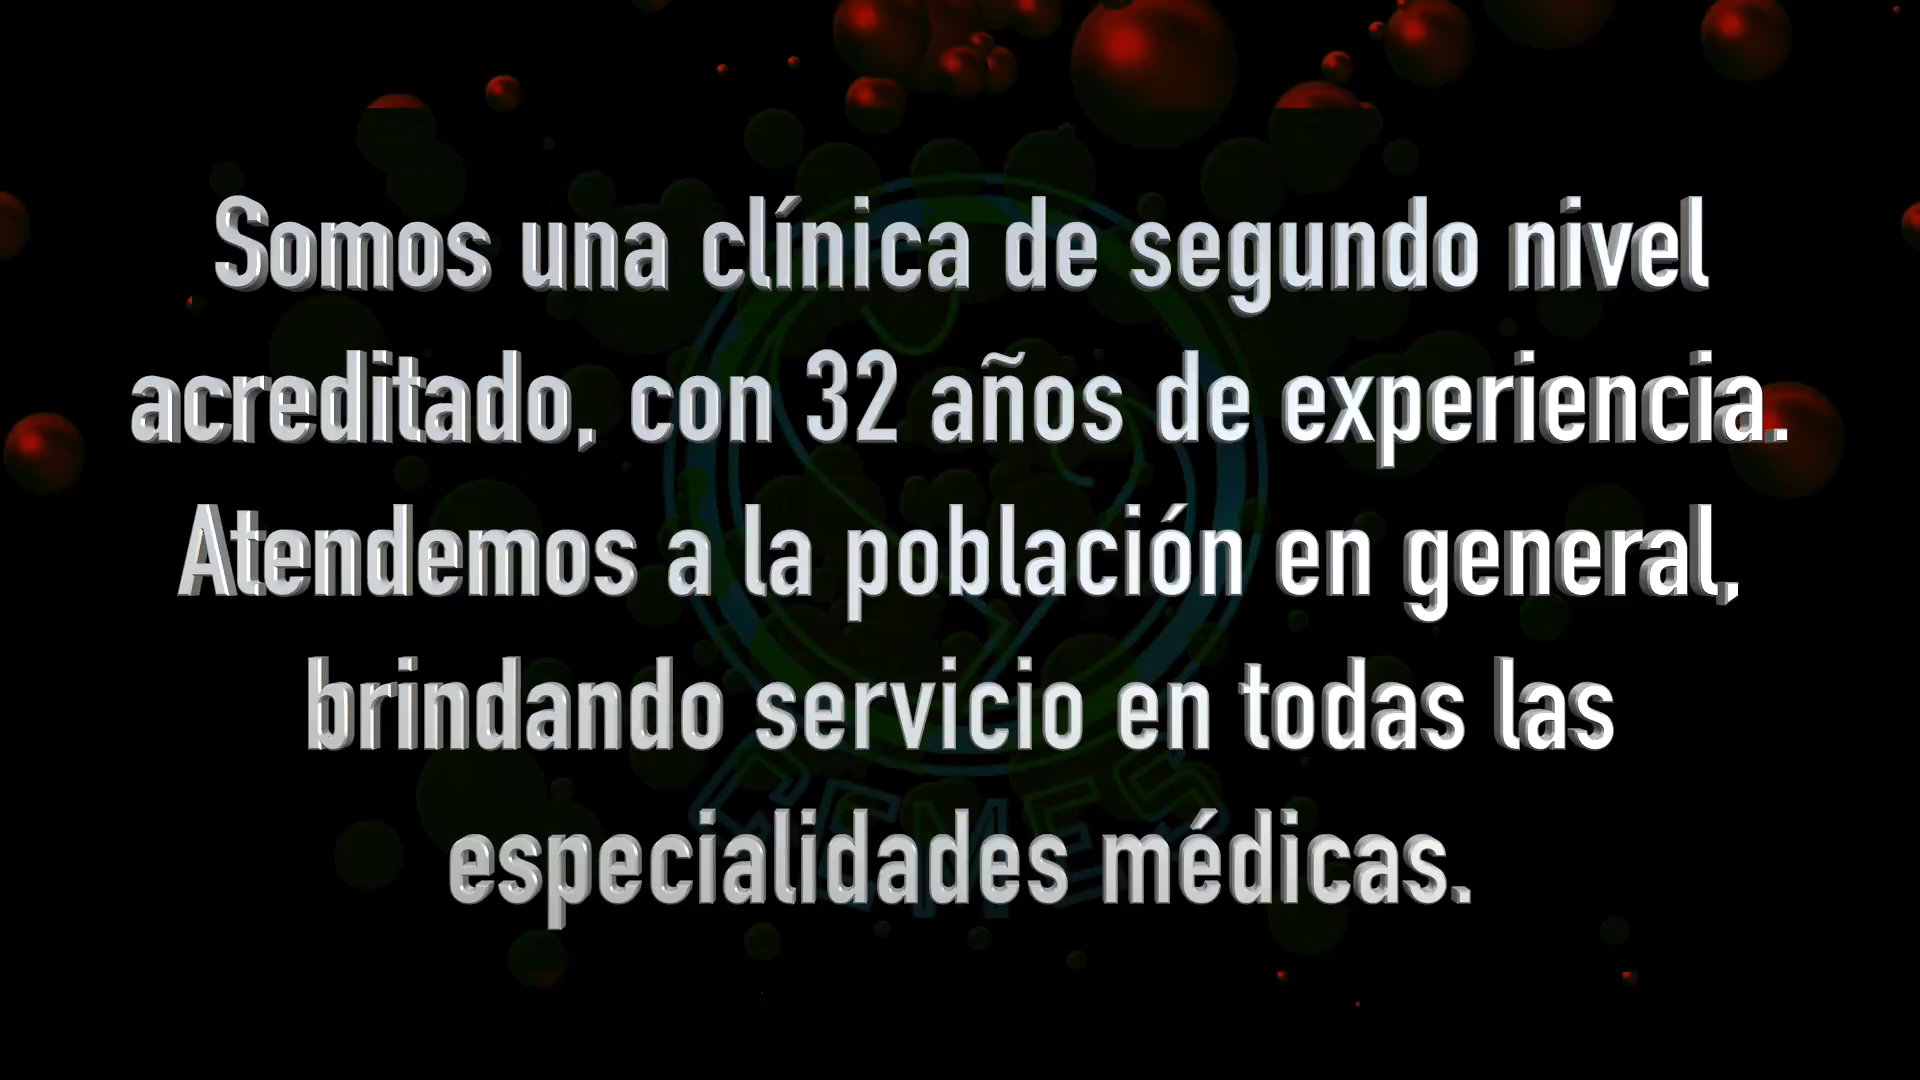 Somos una clínica de segundo nivel
acreditado, con 32 años de experiencia.
Atendemos a la población en general,
brindando servicio en todas las
especialidades médicas.
CEMES